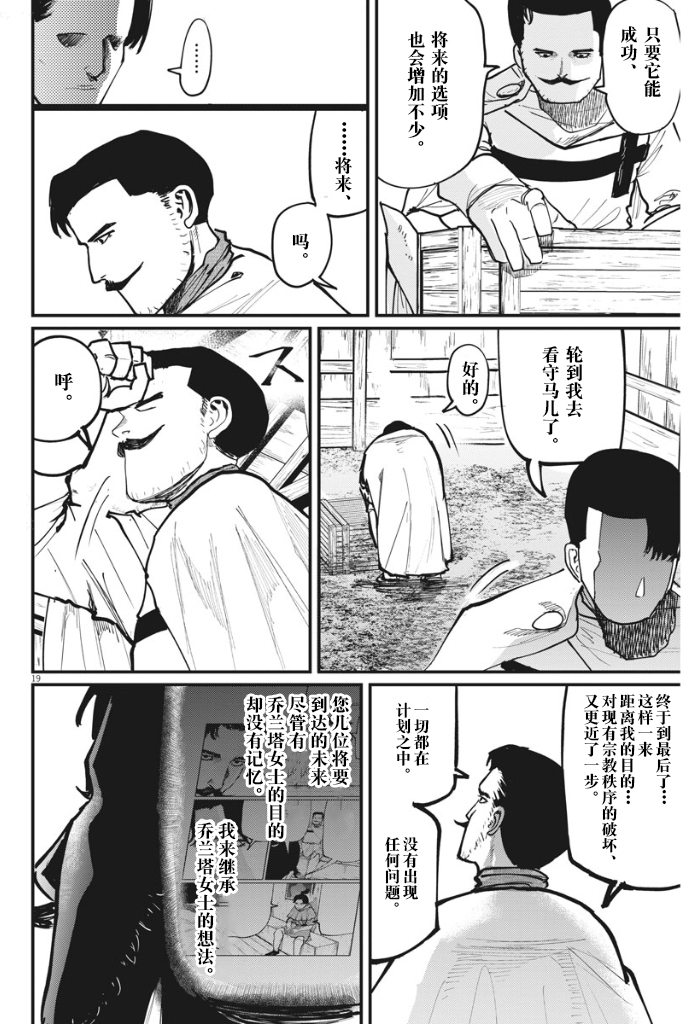 只要它能
成功、
将来的选项
也会增加不少。
……
……将来、
吗。
轮到我去
看守马儿了。
好的。
呼。
终于到最后了…
这样一来
距离我的目的…
对现有宗教秩序的破坏、
又更近了一步。
一切都在
计划之中。
没有出现
任何问题。
您几位将要
到达的未来
尽管有
乔兰塔女士的目的
却没有记忆。
我来继承
乔兰塔女士的想法。
19